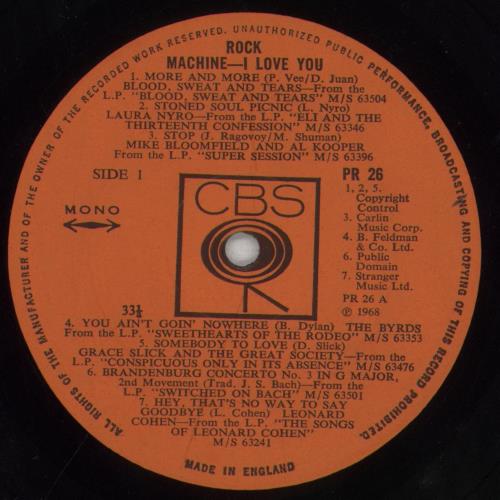 ALL RIGHTS OF THE MANUFACTURER AND OF THE OWNER OF THE RECORDED WORK RESERVED. UNAUTHORIZED PUBLIC PERFORMANCE, BROADCASTING AND COPYING OF THIS RECORD PROHIBITED.
ROCK
MACHINE—I LOVE YOU
1. MORE AND MORE (P. Vee/D. Juan)
BLOOD, SWEAT AND TEARS—From the
L.P. "BLOOD, SWEAT AND TEARS" M/S 63504
2. STONED SOUL PICNIC (L. Nyro)
LAURA NYRO—From the L.P. "ELI AND THE
THIRTEENTH CONFESSION" M/S 63346
3. STOP (J. Ragovoy/M. Shuman)
MIKE BLOOMFIELD AND AL KOOPER
From the L.P. "SUPER SESSION" M/S 63396
SIDE 1
MONO
CBS
PR 26
1, 2, 5.
Copyright
Control
3. Carlin
Music Corp.
4. B. Feldman
& Co. Ltd.
6. Public
Domain
7. Stranger
Music Ltd.
PR 26 A
℗ 1968
33⅓
4. YOU AIN'T GOIN' NOWHERE (B. Dylan) THE BYRDS
From the L.P. "SWEETHEARTS OF THE RODEO" M/S 63353
5. SOMEBODY TO LOVE (D. Slick)
GRACE SLICK AND THE GREAT SOCIETY—From the
L.P. "CONSPICUOUS ONLY IN ITS ABSENCE" M/S 63476
6. BRANDENBURG CONCERTO No. 3 IN G MAJOR,
2nd Movement (Trad. J. S. Bach)—From the
L.P. "SWITCHED ON BACH" M/S 63501
7. HEY, THAT'S NO WAY TO SAY
GOODBYE (L. Cohen) LEONARD
COHEN—From the L.P. "THE SONGS
OF LEONARD COHEN"
M/S 63241
MADE IN ENGLAND